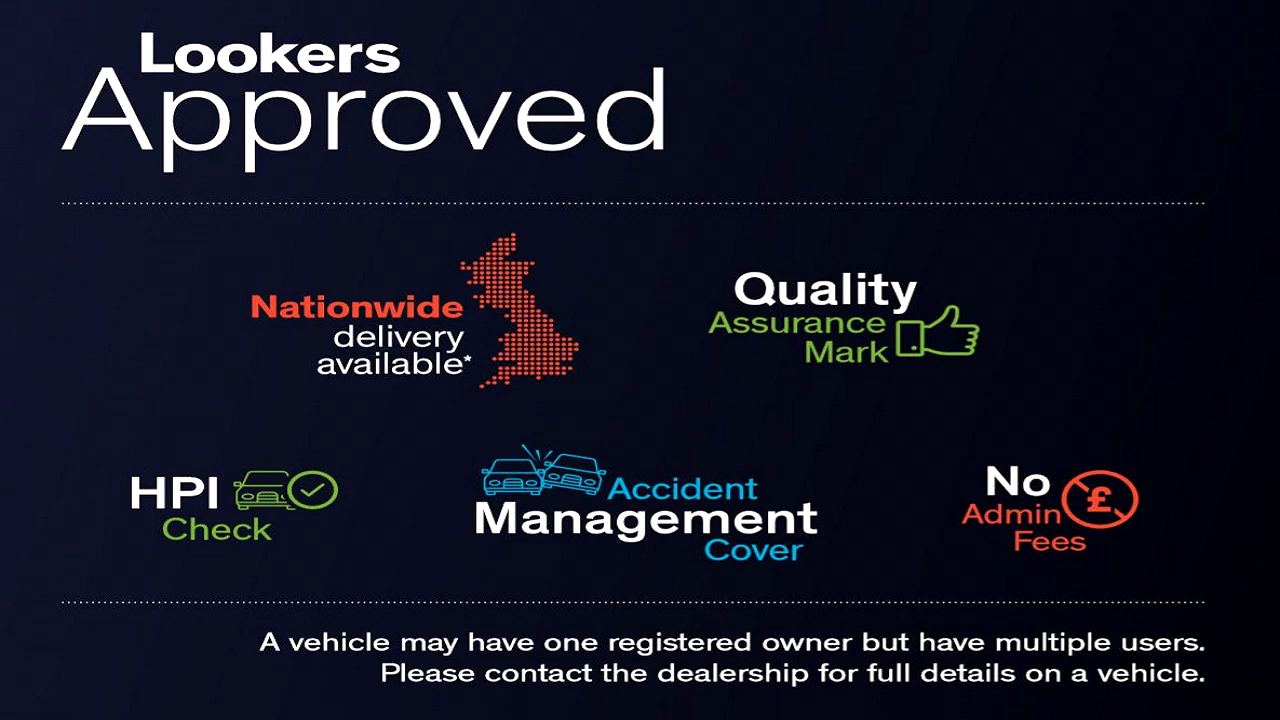 Lookers
Approved
Nationwide
delivery
available*
Quality
Assurance
Mark
HPI
Check
Accident
Management
Cover
No
Admin
£
Fees
A vehicle may have one registered owner but have multiple users.
Please contact the dealership for full details on a vehicle.